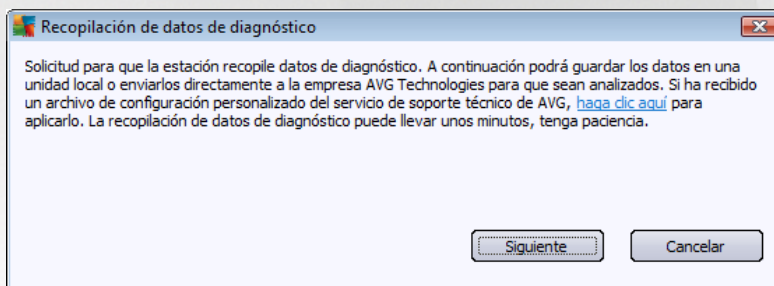 Recopilación de datos de diagnóstico
Solicitud para que la estación recopile datos de diagnóstico. A continuación podrá guardar los datos en una
unidad local o enviarlos directamente a la empresa AVG Technologies para que sean analizados. Si ha recibido
un archivo de configuración personalizado del servicio de soporte técnico de AVG, haga clic aquí para
aplicarlo. La recopilación de datos de diagnóstico puede llevar unos minutos, tenga paciencia.
Siguiente
Cancelar